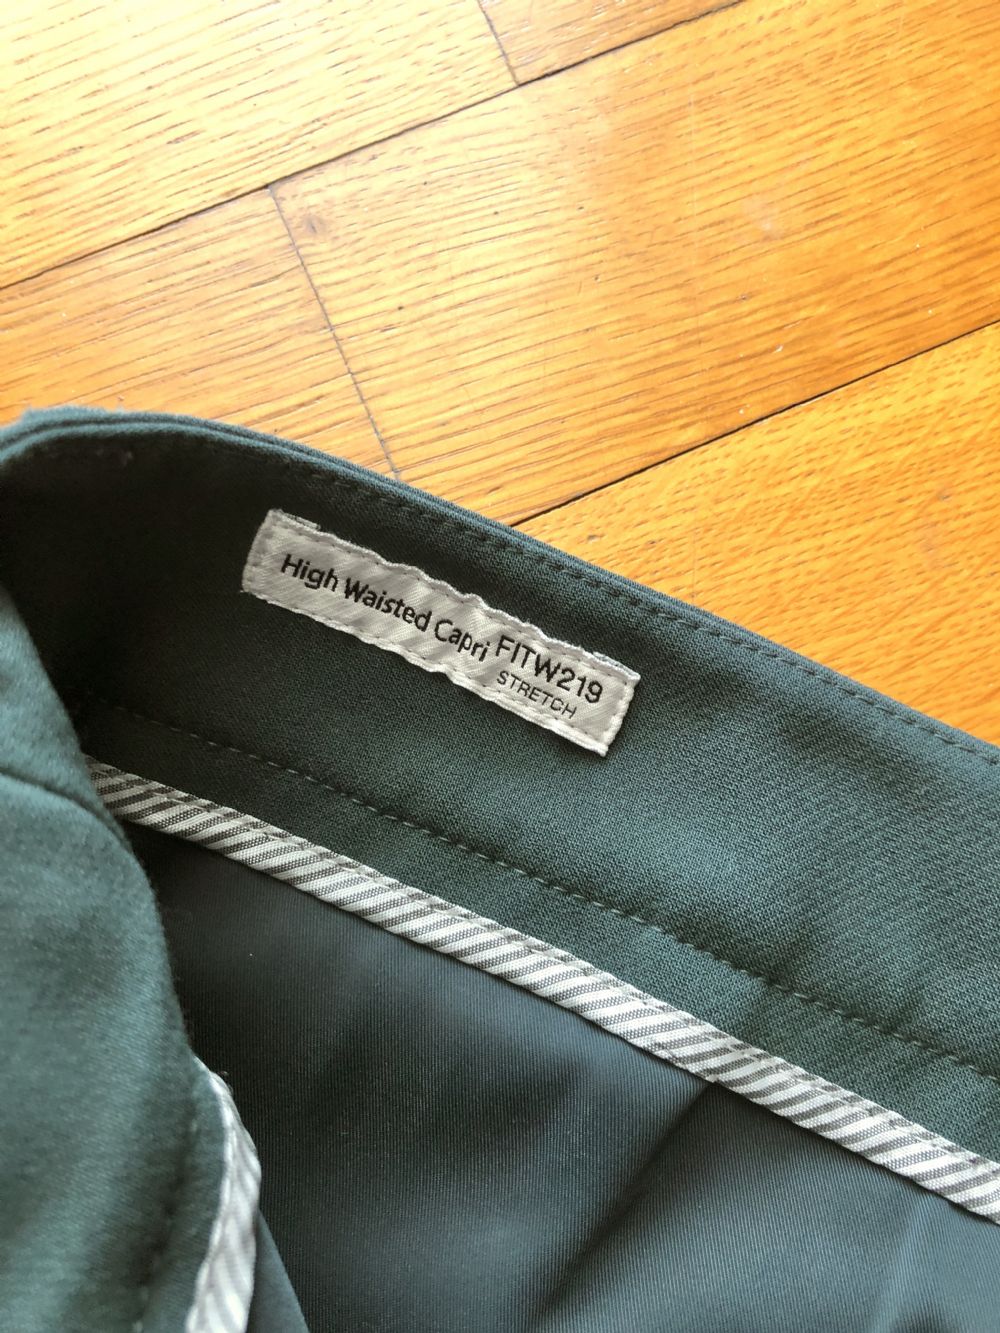 High Waisted Capri FITW219
STRETCH